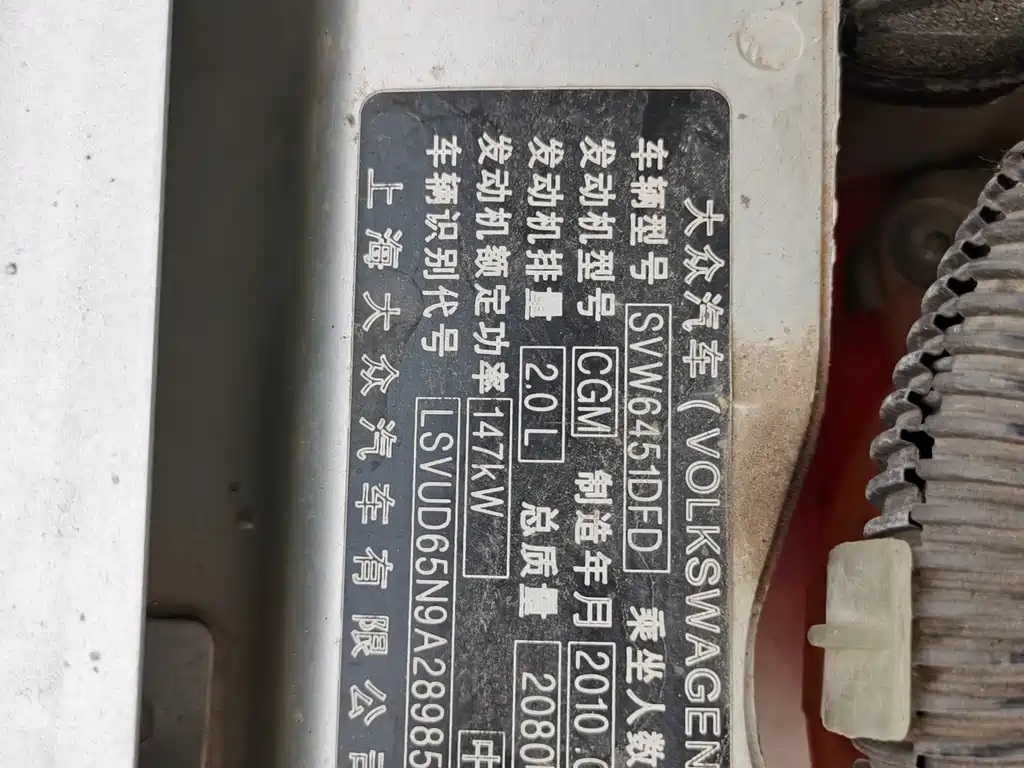 大众汽车（VOLKSWAGEN
车辆型号 SVW6451DFD 乘坐人数
发动机型号 CGM 制造年月 2010.0
发动机排量 2.0L 总质量 2080
发动机额定功率 147kW 中
车辆识别代号 LSVUD65N9A28985
上海大众汽车有限公